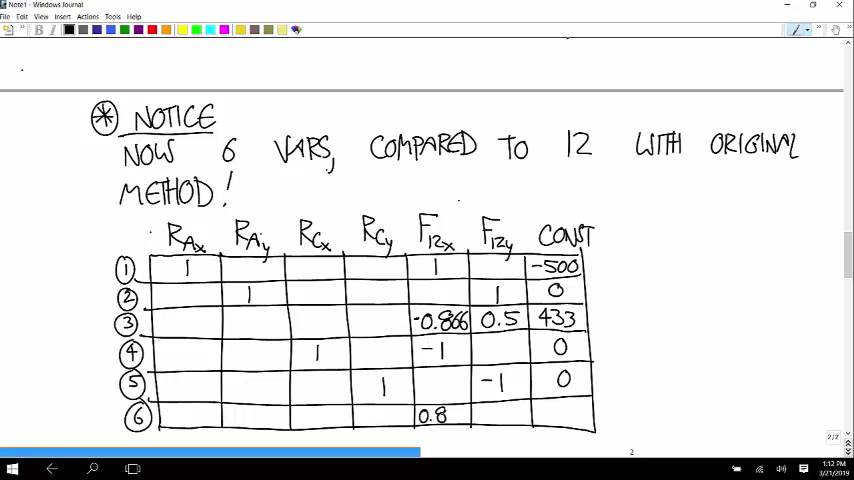 Note1 - Windows Journal
File Edit View Insert Actions Tools Help
* NOTICE
NOW 6 VARS, COMPARED TO 12 WITH ORIGINAL
METHOD!
RAx RAy RCx RCy F12x F12y CONST
1 1 1 -500
2 1 1 0
3 -0.866 0.5 433
4 1 -1 0
5 1 -1 0
6 0.8
2/2
2
1:12 PM
3/21/2019